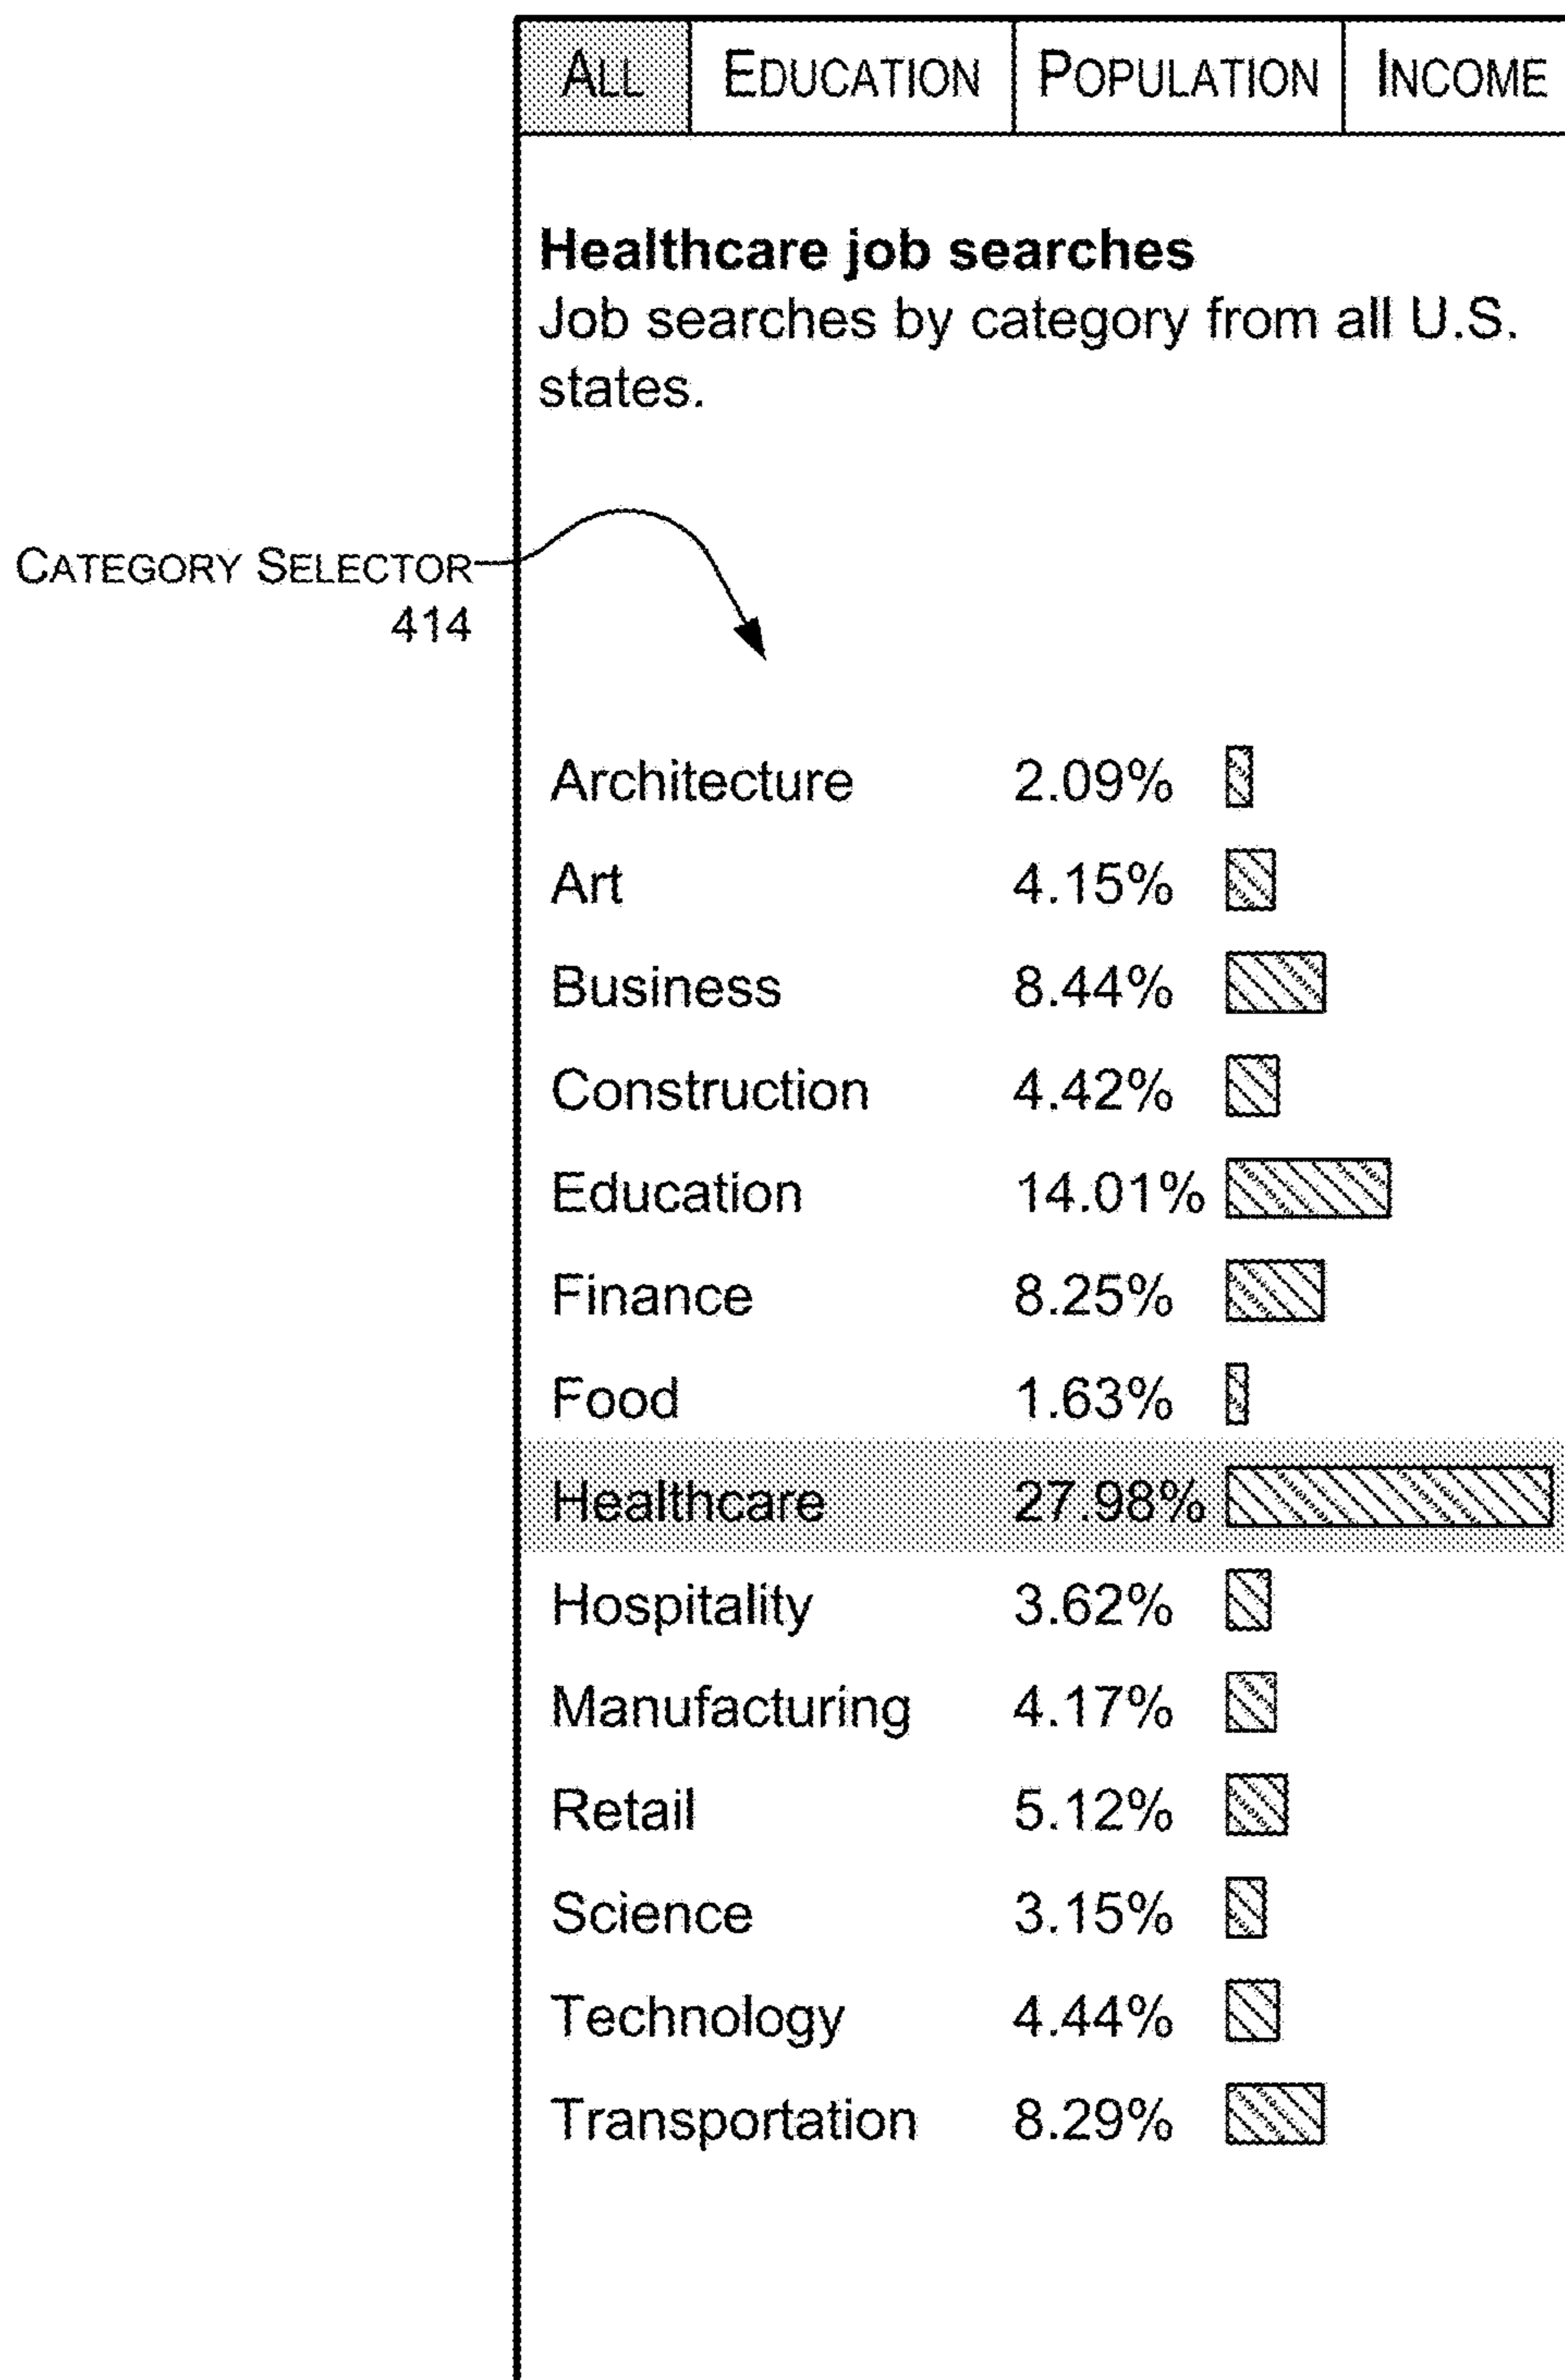 ALL EDUCATION POPULATION INCOME
Healthcare job searches
Job searches by category from all U.S.
states.
CATEGORY SELECTOR
414
Architecture 2.09%
Art 4.15%
Business 8.44%
Construction 4.42%
Education 14.01%
Finance 8.25%
Food 1.63%
Healthcare 27.98%
Hospitality 3.62%
Manufacturing 4.17%
Retail 5.12%
Science 3.15%
Technology 4.44%
Transportation 8.29%